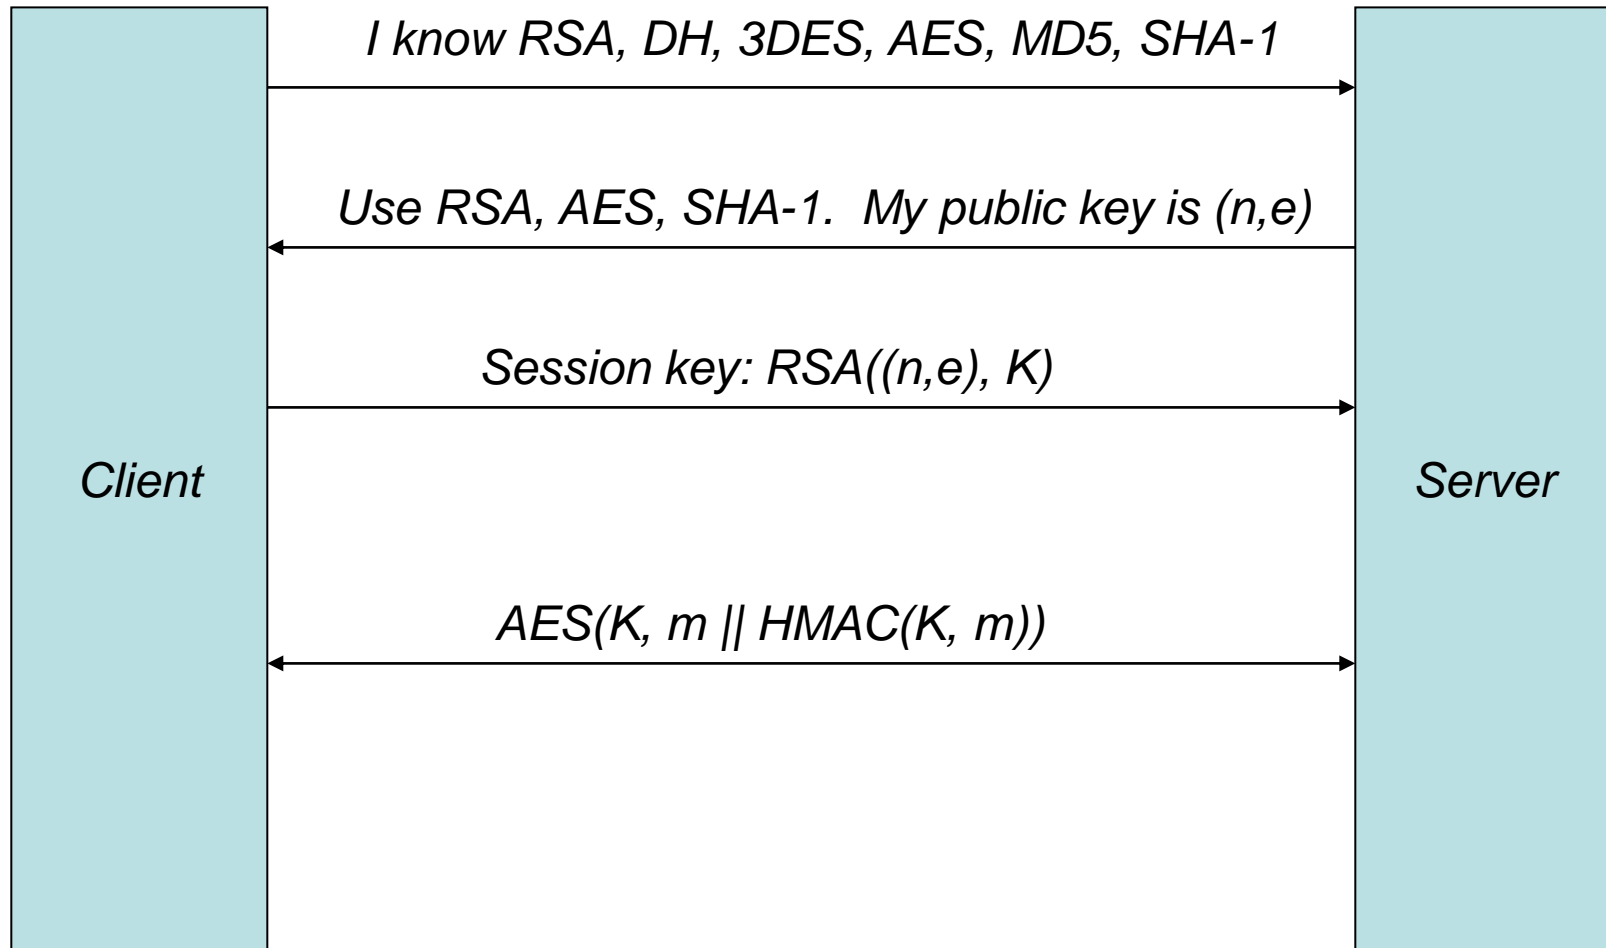 I know RSA, DH, 3DES, AES, MD5, SHA-1
Use RSA, AES, SHA-1. My public key is (n,e)
Session key: RSA((n,e), K)
Client
Server
AES(K, m || HMAC(K, m))